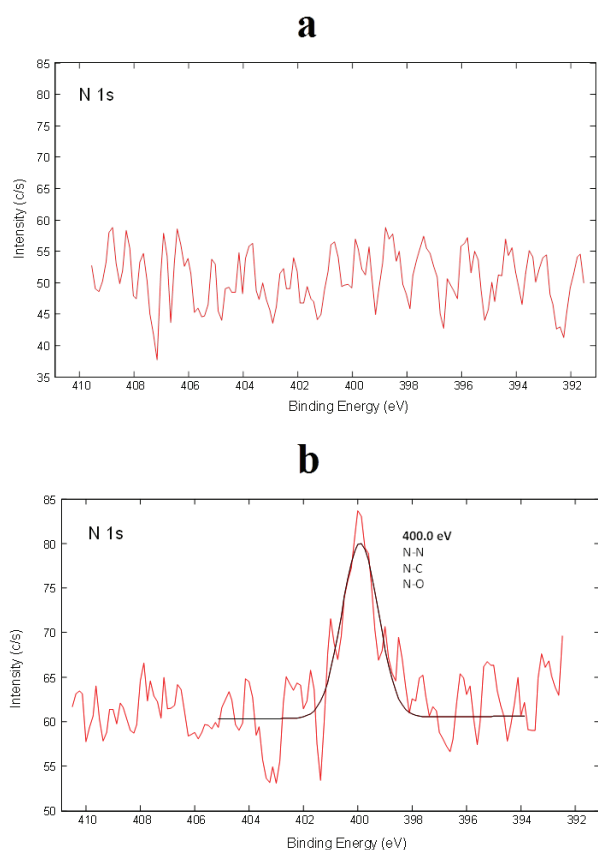 a
85
80
75
70
65
60
55
50
45
40
35
N 1s
Intensity (c/s)
410 408 406 404 402 400 398 396 394 392
Binding Energy (eV)
b
85
80
75
70
65
60
55
50
N 1s
400.0 eV
N-N
N-C
N-O
Intensity (c/s)
410 408 406 404 402 400 398 396 394 392
Binding Energy (eV)